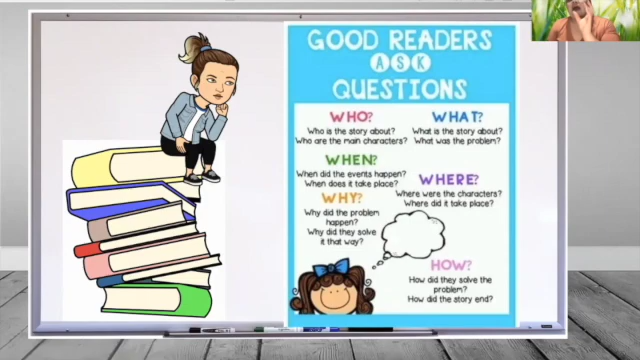 GOOD READERS
ASK
QUESTIONS
WHO?
Who is the story about?
Who are the main characters?
WHAT?
What is the story about?
What was the problem?
WHEN?
When did the events happen?
When does it take place?
WHERE?
Where were the characters?
Where did it take place?
WHY?
Why did the problem
happen?
Why did they solve
it that way?
HOW?
How did they solve the
problem?
How did the story end?